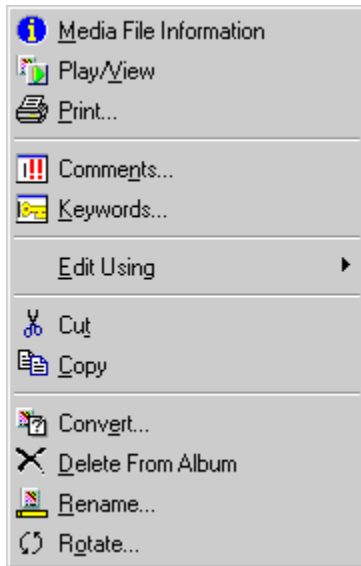 Media File Information
Play/View
Print...
Comments...
Keywords...
Edit Using
Cut
Copy
Convert...
Delete From Album
Rename...
Rotate...